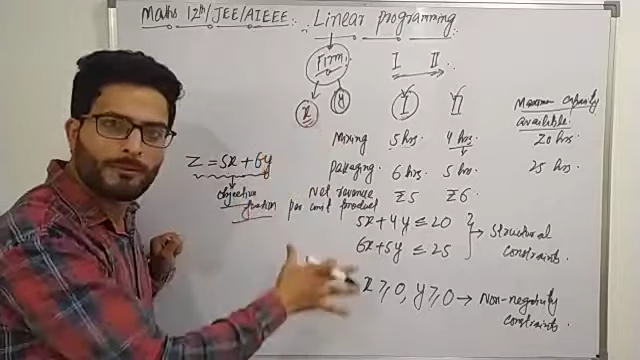 Maths 12th/JEE/AIEEE :. Linear programming
Firm
I II
x y
I II
Maximum capacity
available
Mixing 5 hrs. 4 hrs. 20 hrs
Packaging. 6 hrs. 5 hrs. 25 hrs.
Net revenue
per unit product ₹5 ₹6
Z = 5x + 6y
objective
function
5x + 4y ≤ 20
6x + 5y ≤ 25
Structural
constraints.
x ≥ 0, y ≥ 0 → Non-negativity
constraints.